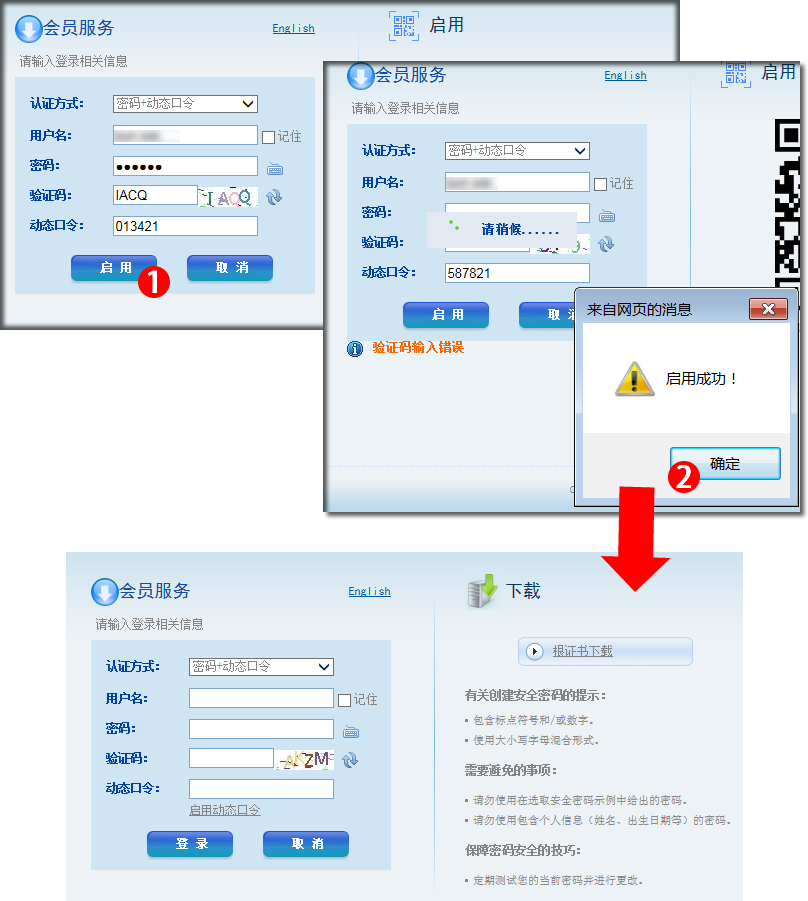 会员服务
English
启用
请输入登录相关信息
认证方式:
密码+动态口令
用户名:
记住
密码:
●●●●●●
验证码:
IACQ
IACQ
动态口令:
013421
启 用
取 消
1
会员服务
English
启用
请输入登录相关信息
认证方式:
密码+动态口令
用户名:
记住
密码:
请稍候......
验证码:
动态口令:
587821
启 用
取 消
验证码输入错误
来自网页的消息
启用成功！
确定
2
会员服务
English
下载
请输入登录相关信息
根证书下载
认证方式:
密码+动态口令
用户名:
记住
密码:
验证码:
AKZM
动态口令:
启用动态口令
登 录
取 消
有关创建安全密码的提示:
• 包含标点符号和/或数字。
• 使用大小写字母混合形式。
需要避免的事项:
• 请勿使用在选取安全密码示例中给出的密码。
• 请勿使用包含个人信息（姓名、出生日期等）的密码。
保障密码安全的技巧:
• 定期测试您的当前密码并进行更改。